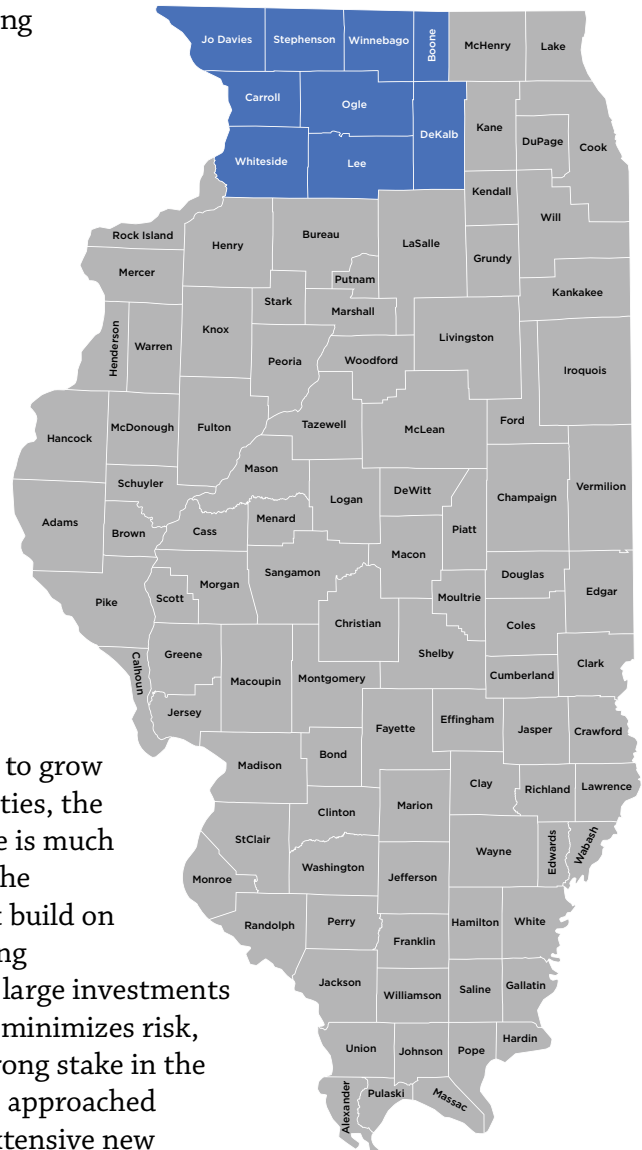 ng
Jo Davies
Stephenson
Winnebago
Boone
McHenry
Lake
Carroll
Ogle
DeKalb
Kane
DuPage
Cook
Whiteside
Lee
Kendall
Will
Rock Island
Henry
Bureau
LaSalle
Grundy
Mercer
Putnam
Kankakee
Stark
Marshall
Henderson
Warren
Knox
Peoria
Woodford
Livingston
Iroquois
Hancock
McDonough
Fulton
Tazewell
McLean
Ford
Mason
Schuyler
Logan
DeWitt
Champaign
Vermilion
Adams
Brown
Cass
Menard
Piatt
Macon
Sangamon
Douglas
Edgar
Pike
Scott
Morgan
Moultrie
Christian
Coles
Shelby
Greene
Calhoun
Macoupin
Montgomery
Cumberland
Clark
Jersey
Effingham
Fayette
Jasper
Crawford
Madison
Bond
Clay
Richland
Lawrence
Marion
Clinton
StClair
Wayne
Edwards
Wabash
Washington
Jefferson
Monroe
Randolph
Perry
Hamilton
White
Franklin
Jackson
Williamson
Saline
Gallatin
Union
Johnson
Pope
Hardin
Alexander
Pulaski
Massac
to grow
ties, the
e is much
he
t build on
ng
large investments
minimizes risk,
rong stake in the
approached
xtensive new